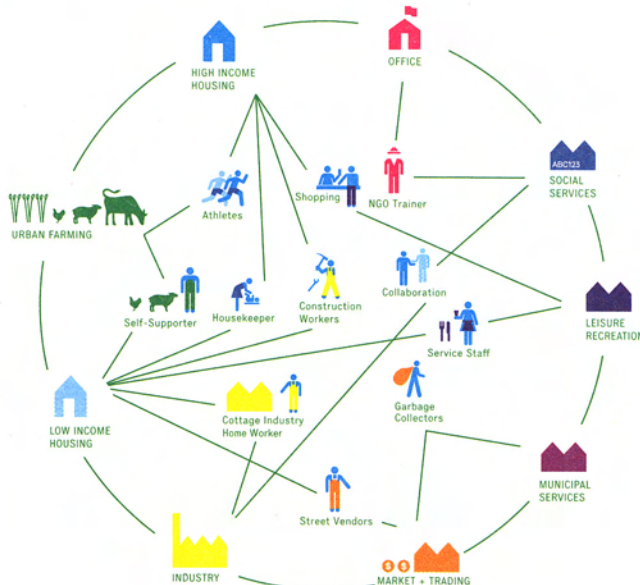 HIGH INCOME
HOUSING
OFFICE
ABC123
SOCIAL
SERVICES
URBAN FARMING
Athletes
Shopping
NGO Trainer
Self-Supporter
Housekeeper
Construction
Workers
Collaboration
LEISURE
RECREATION
Service Staff
LOW INCOME
HOUSING
Cottage Industry
Home Worker
Garbage
Collectors
MUNICIPAL
SERVICES
Street Vendors
INDUSTRY
$ $
MARKET + TRADING